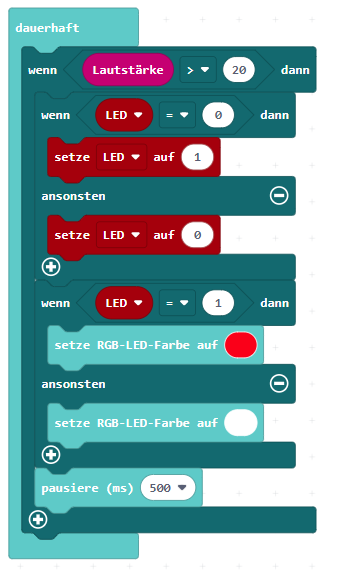 dauerhaft
wenn Lautstärke > 20 dann
wenn LED = 0 dann
setze LED auf 1
ansonsten
setze LED auf 0
wenn LED = 1 dann
setze RGB-LED-Farbe auf
ansonsten
setze RGB-LED-Farbe auf
pausiere (ms) 500